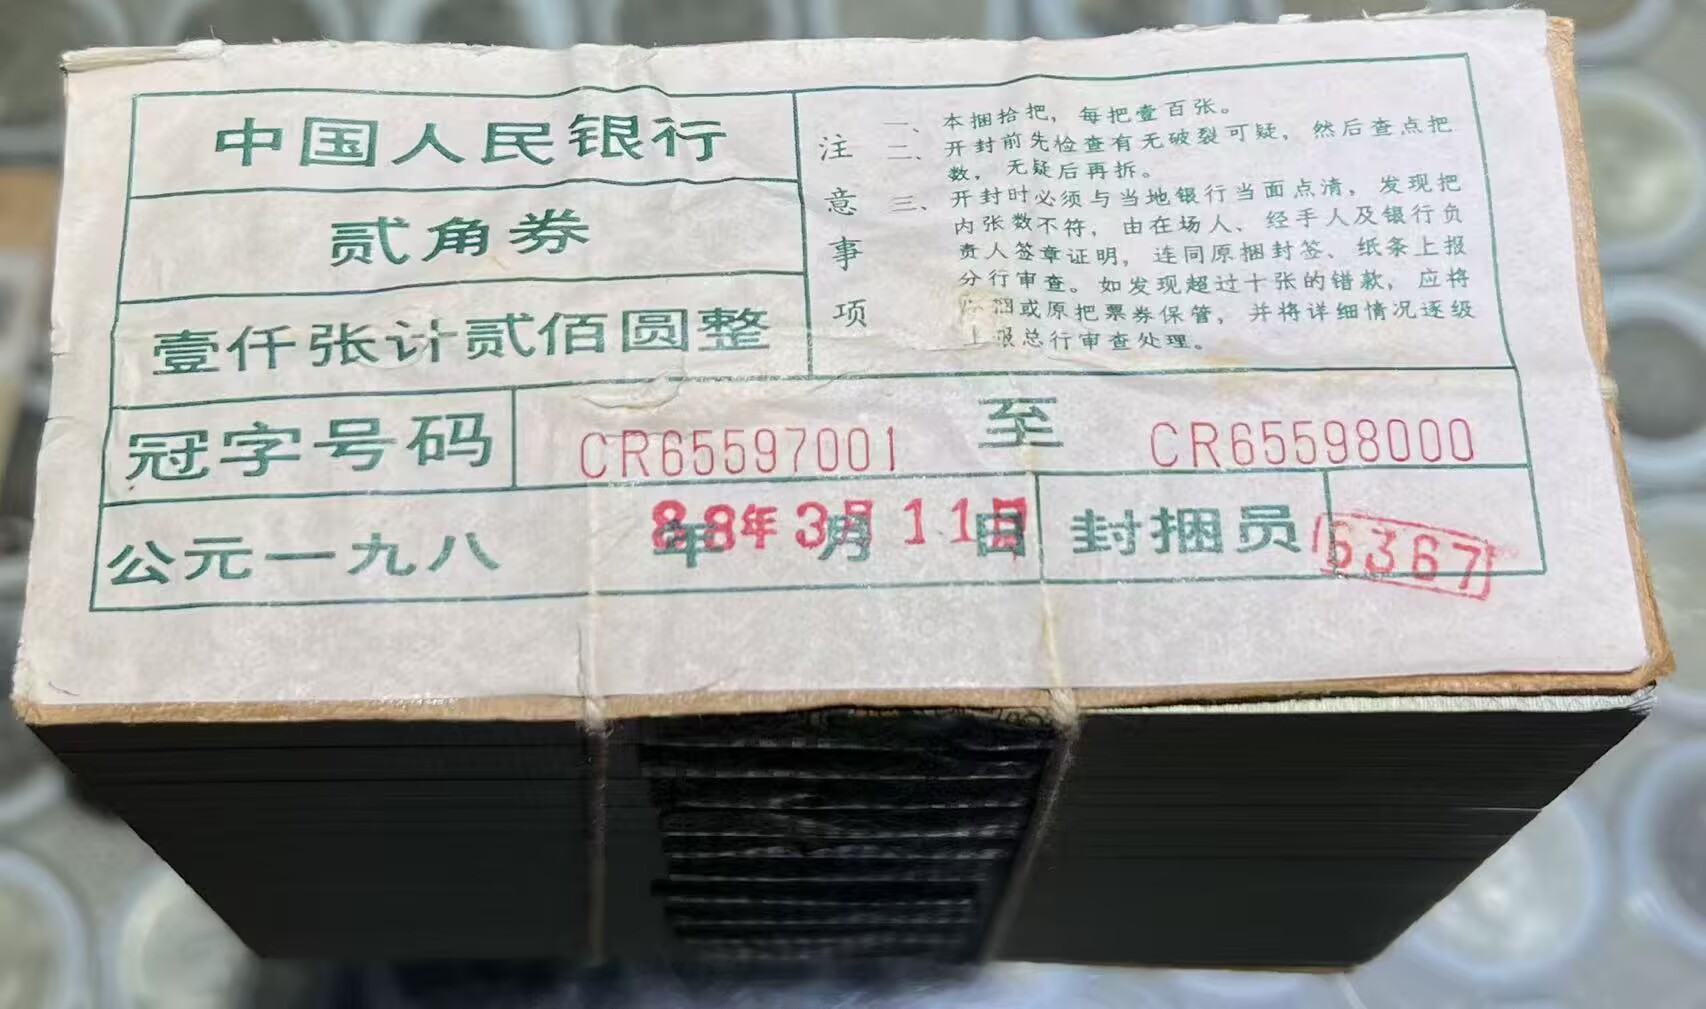 中国人民银行
贰角券
壹仟张计贰佰圆整
注意事项
一、本捆拾把，每把壹百张。
二、开封前先检查有无破裂可疑，然后查点把
数，无疑后再拆。
三、开封时必须与当地银行当面点清，发现把
内张数不符，由在场人、经手人及银行负
责人签章证明，连同原捆封签、纸条上报
分行审查。如发现超过十张的错款，应将
捆或原把票券保管，并将详细情况逐级
上报总行审查处理。
冠字号码 CR65597001 至 CR65598000
公元一九八 年 月 日 封捆员
88年3月11日
6367